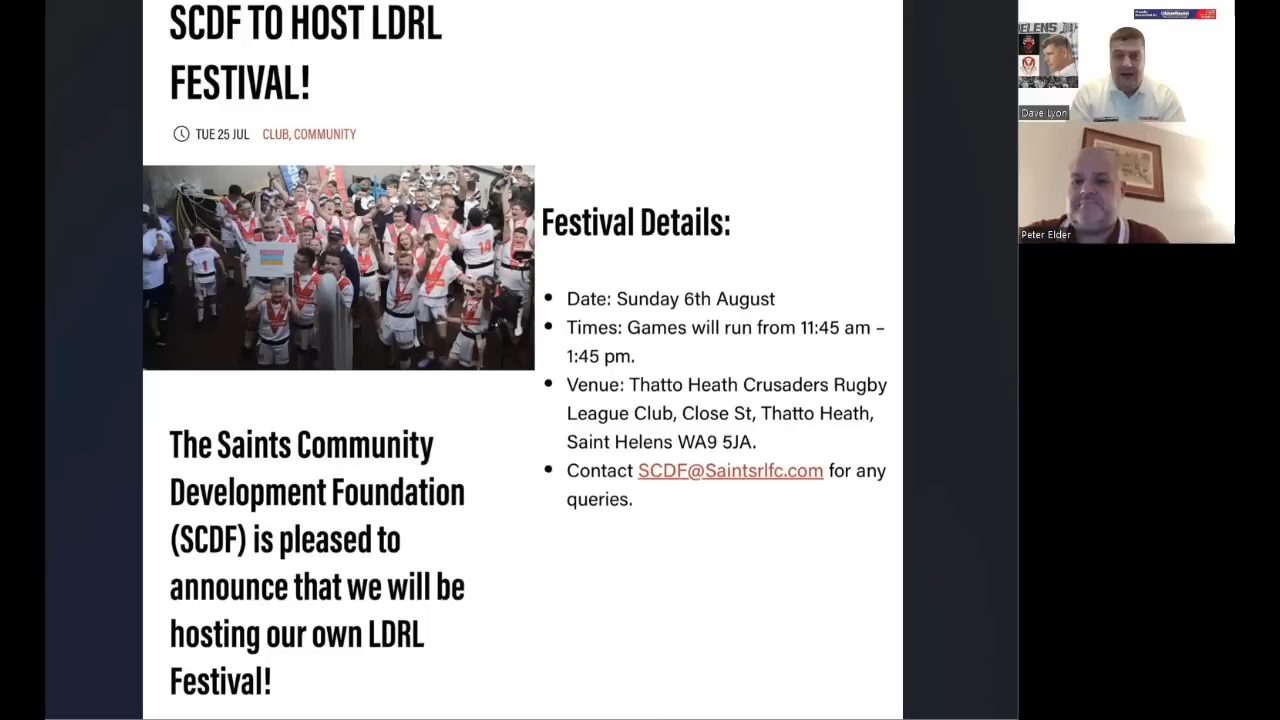 SCDF TO HOST LDRL
FESTIVAL!
TUE 25 JUL CLUB, COMMUNITY
The Saints Community
Development Foundation
(SCDF) is pleased to
announce that we will be
hosting our own LDRL
Festival!
Festival Details:
• Date: Sunday 6th August
• Times: Games will run from 11:45 am –
1:45 pm.
• Venue: Thatto Heath Crusaders Rugby
League Club, Close St, Thatto Heath,
Saint Helens WA9 5JA.
• Contact SCDF@Saintsrlfc.com for any
queries.
Dave Lyon
Peter Elder